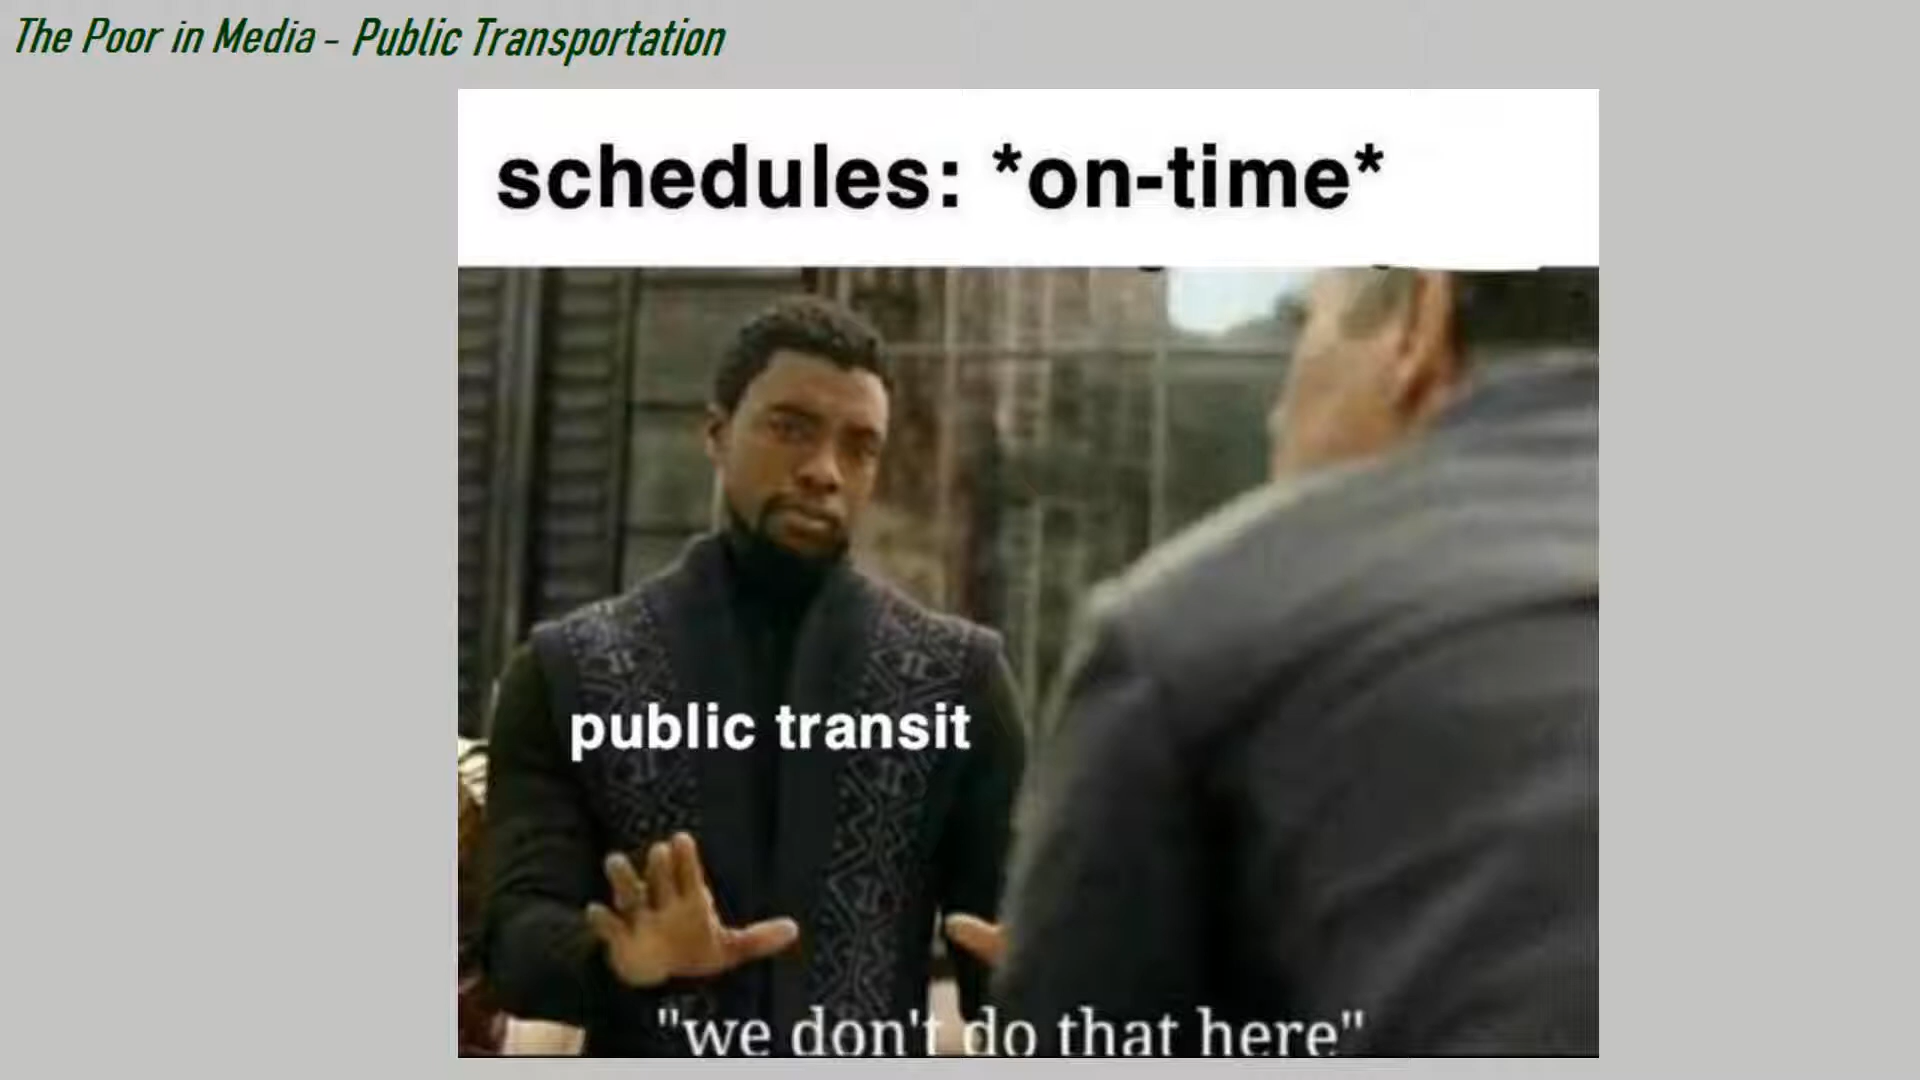 The Poor in Media - Public Transportation
schedules: *on-time*
public transit
"we don't do that here"